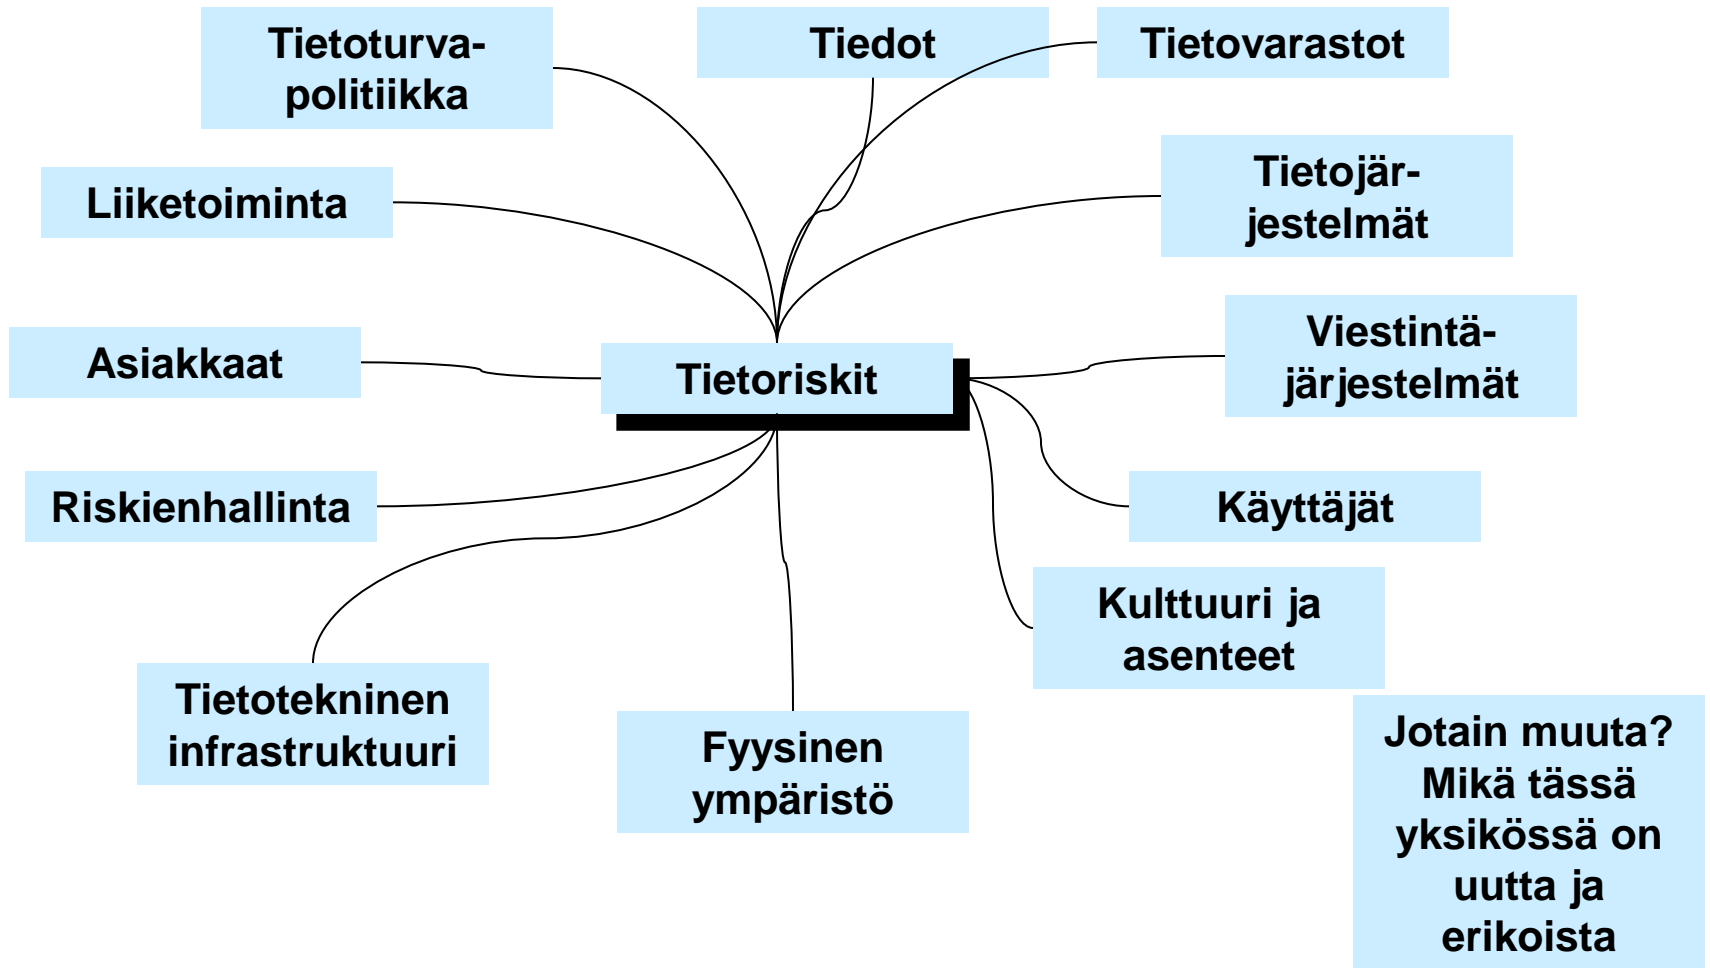 Tietoturva-
politiikka
Tiedot
Tietovarastot
Tietojär-
jestelmät
Liiketoiminta
Viestintä-
järjestelmät
Asiakkaat
Tietoriskit
Riskienhallinta
Käyttäjät
Kulttuuri ja
asenteet
Tietotekninen
infrastruktuuri
Fyysinen
ympäristö
Jotain muuta?
Mikä tässä
yksikössä on
uutta ja
erikoista